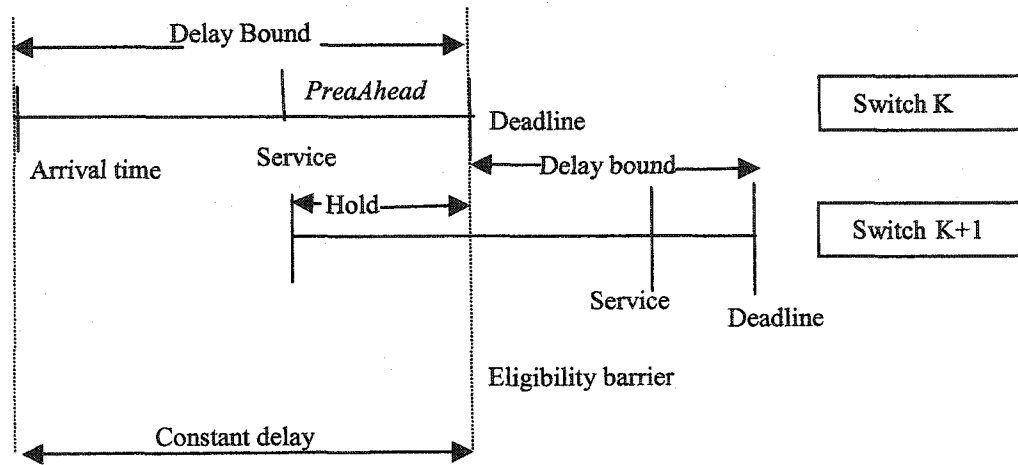 Delay Bound
PreaAhead
Switch K
Deadline
Service
Delay bound
Arrival time
Hold
Switch K+1
Service
Deadline
Eligibility barrier
Constant delay